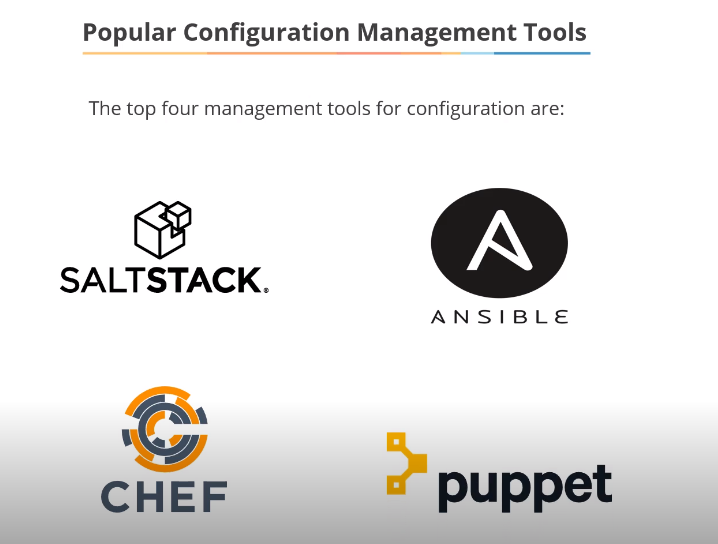 Popular Configuration Management Tools
The top four management tools for configuration are:
SALTSTACK®
ANSIBLE
CHEF
puppet